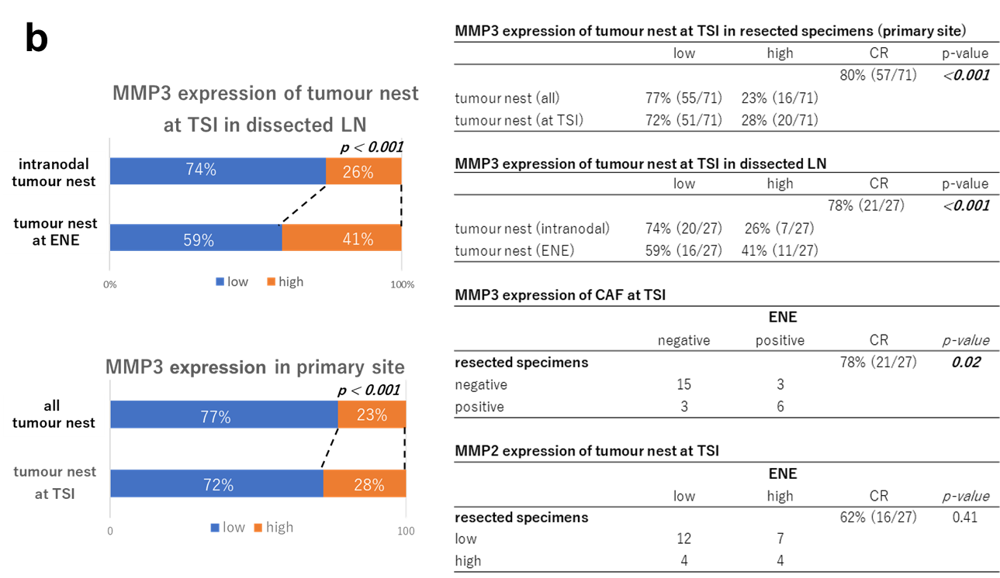 b
MMP3 expression of tumour nest
at TSI in dissected LN
p < 0.001
intranodal
tumour nest
74%
26%
tumour nest
at ENE
59%
41%
low
high
0%
100%
MMP3 expression in primary site
p < 0.001
all
tumour nest
77%
23%
tumour nest
at TSI
72%
28%
low
high
0
100
MMP3 expression of tumour nest at TSI in resected specimens (primary site)
low high CR p-value
80% (57/71) <0.001
tumour nest (all) 77% (55/71) 23% (16/71)
tumour nest (at TSI) 72% (51/71) 28% (20/71)
MMP3 expression of tumour nest at TSI in dissected LN
low high CR p-value
78% (21/27) <0.001
tumour nest (intranodal) 74% (20/27) 26% (7/27)
tumour nest (ENE) 59% (16/27) 41% (11/27)
MMP3 expression of CAF at TSI
ENE
negative positive CR p-value
resected specimens 78% (21/27) 0.02
negative 15 3
positive 3 6
MMP2 expression of tumour nest at TSI
ENE
low high CR p-value
resected specimens 62% (16/27) 0.41
low 12 7
high 4 4